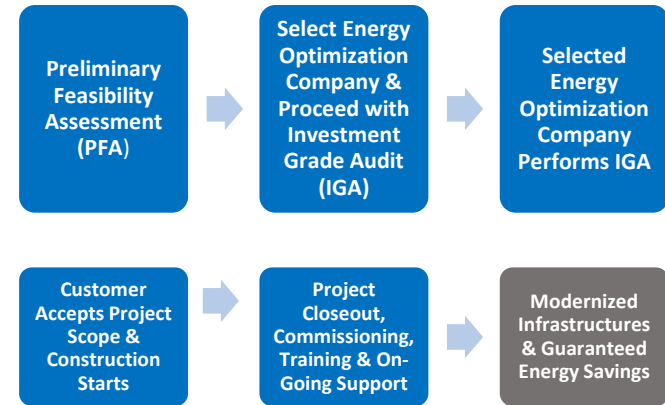 Preliminary
Feasibility
Assessment
(PFA)
Select Energy
Optimization
Company &
Proceed with
Investment
Grade Audit
(IGA)
Selected
Energy
Optimization
Company
Performs IGA
Customer
Accepts Project
Scope &
Construction
Starts
Project
Closeout,
Commissioning,
Training & On-
Going Support
Modernized
Infrastructures
& Guaranteed
Energy Savings